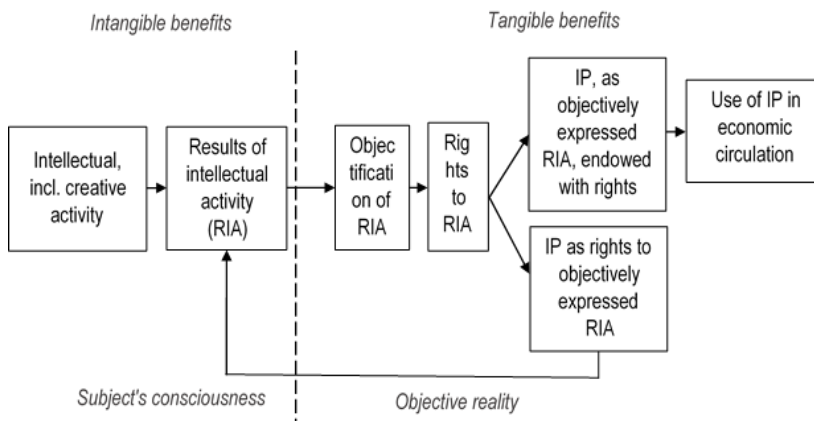 Intangible benefits
Tangible benefits
Intellectual,
incl. creative
activity
Results of
intellectual
activity
(RIA)
Objec
tificati
on of
RIA
Rig
hts
to
RIA
IP, as
objectively
expressed
RIA, endowed
with rights
Use of IP in
economic
circulation
IP as rights to
objectively
expressed
RIA
Subject's consciousness
Objective reality